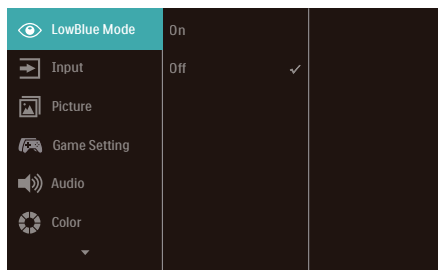 LowBlue Mode
On
Input
Off
Picture
Game Setting
Audio
Color